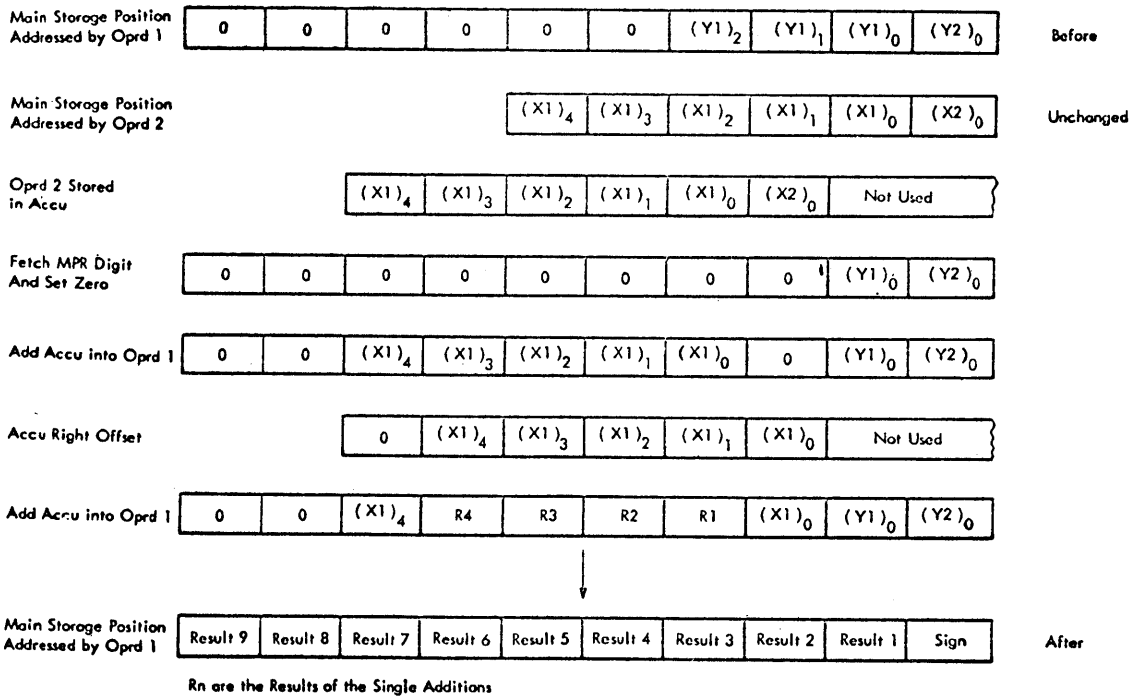 Main Storage Position
Addressed by Oprd 1
0 0 0 0 0 0 (Y1)2 (Y1)1 (Y1)0 (Y2)0
Before
Main Storage Position
Addressed by Oprd 2
(X1)4 (X1)3 (X1)2 (X1)1 (X1)0 (X2)0
Unchanged
Oprd 2 Stored
in Accu
(X1)4 (X1)3 (X1)2 (X1)1 (X1)0 (X2)0 Not Used
Fetch MPR Digit
And Set Zero
0 0 0 0 0 0 0 0 (Y1)0 (Y2)0
Add Accu into Oprd 1
0 0 (X1)4 (X1)3 (X1)2 (X1)1 (X1)0 0 (Y1)0 (Y2)0
Accu Right Offset
0 (X1)4 (X1)3 (X1)2 (X1)1 (X1)0 Not Used
Add Accu into Oprd 1
0 0 (X1)4 R4 R3 R2 R1 (X1)0 (Y1)0 (Y2)0
Main Storage Position
Addressed by Oprd 1
Result 9 Result 8 Result 7 Result 6 Result 5 Result 4 Result 3 Result 2 Result 1 Sign
After
Rn are the Results of the Single Additions